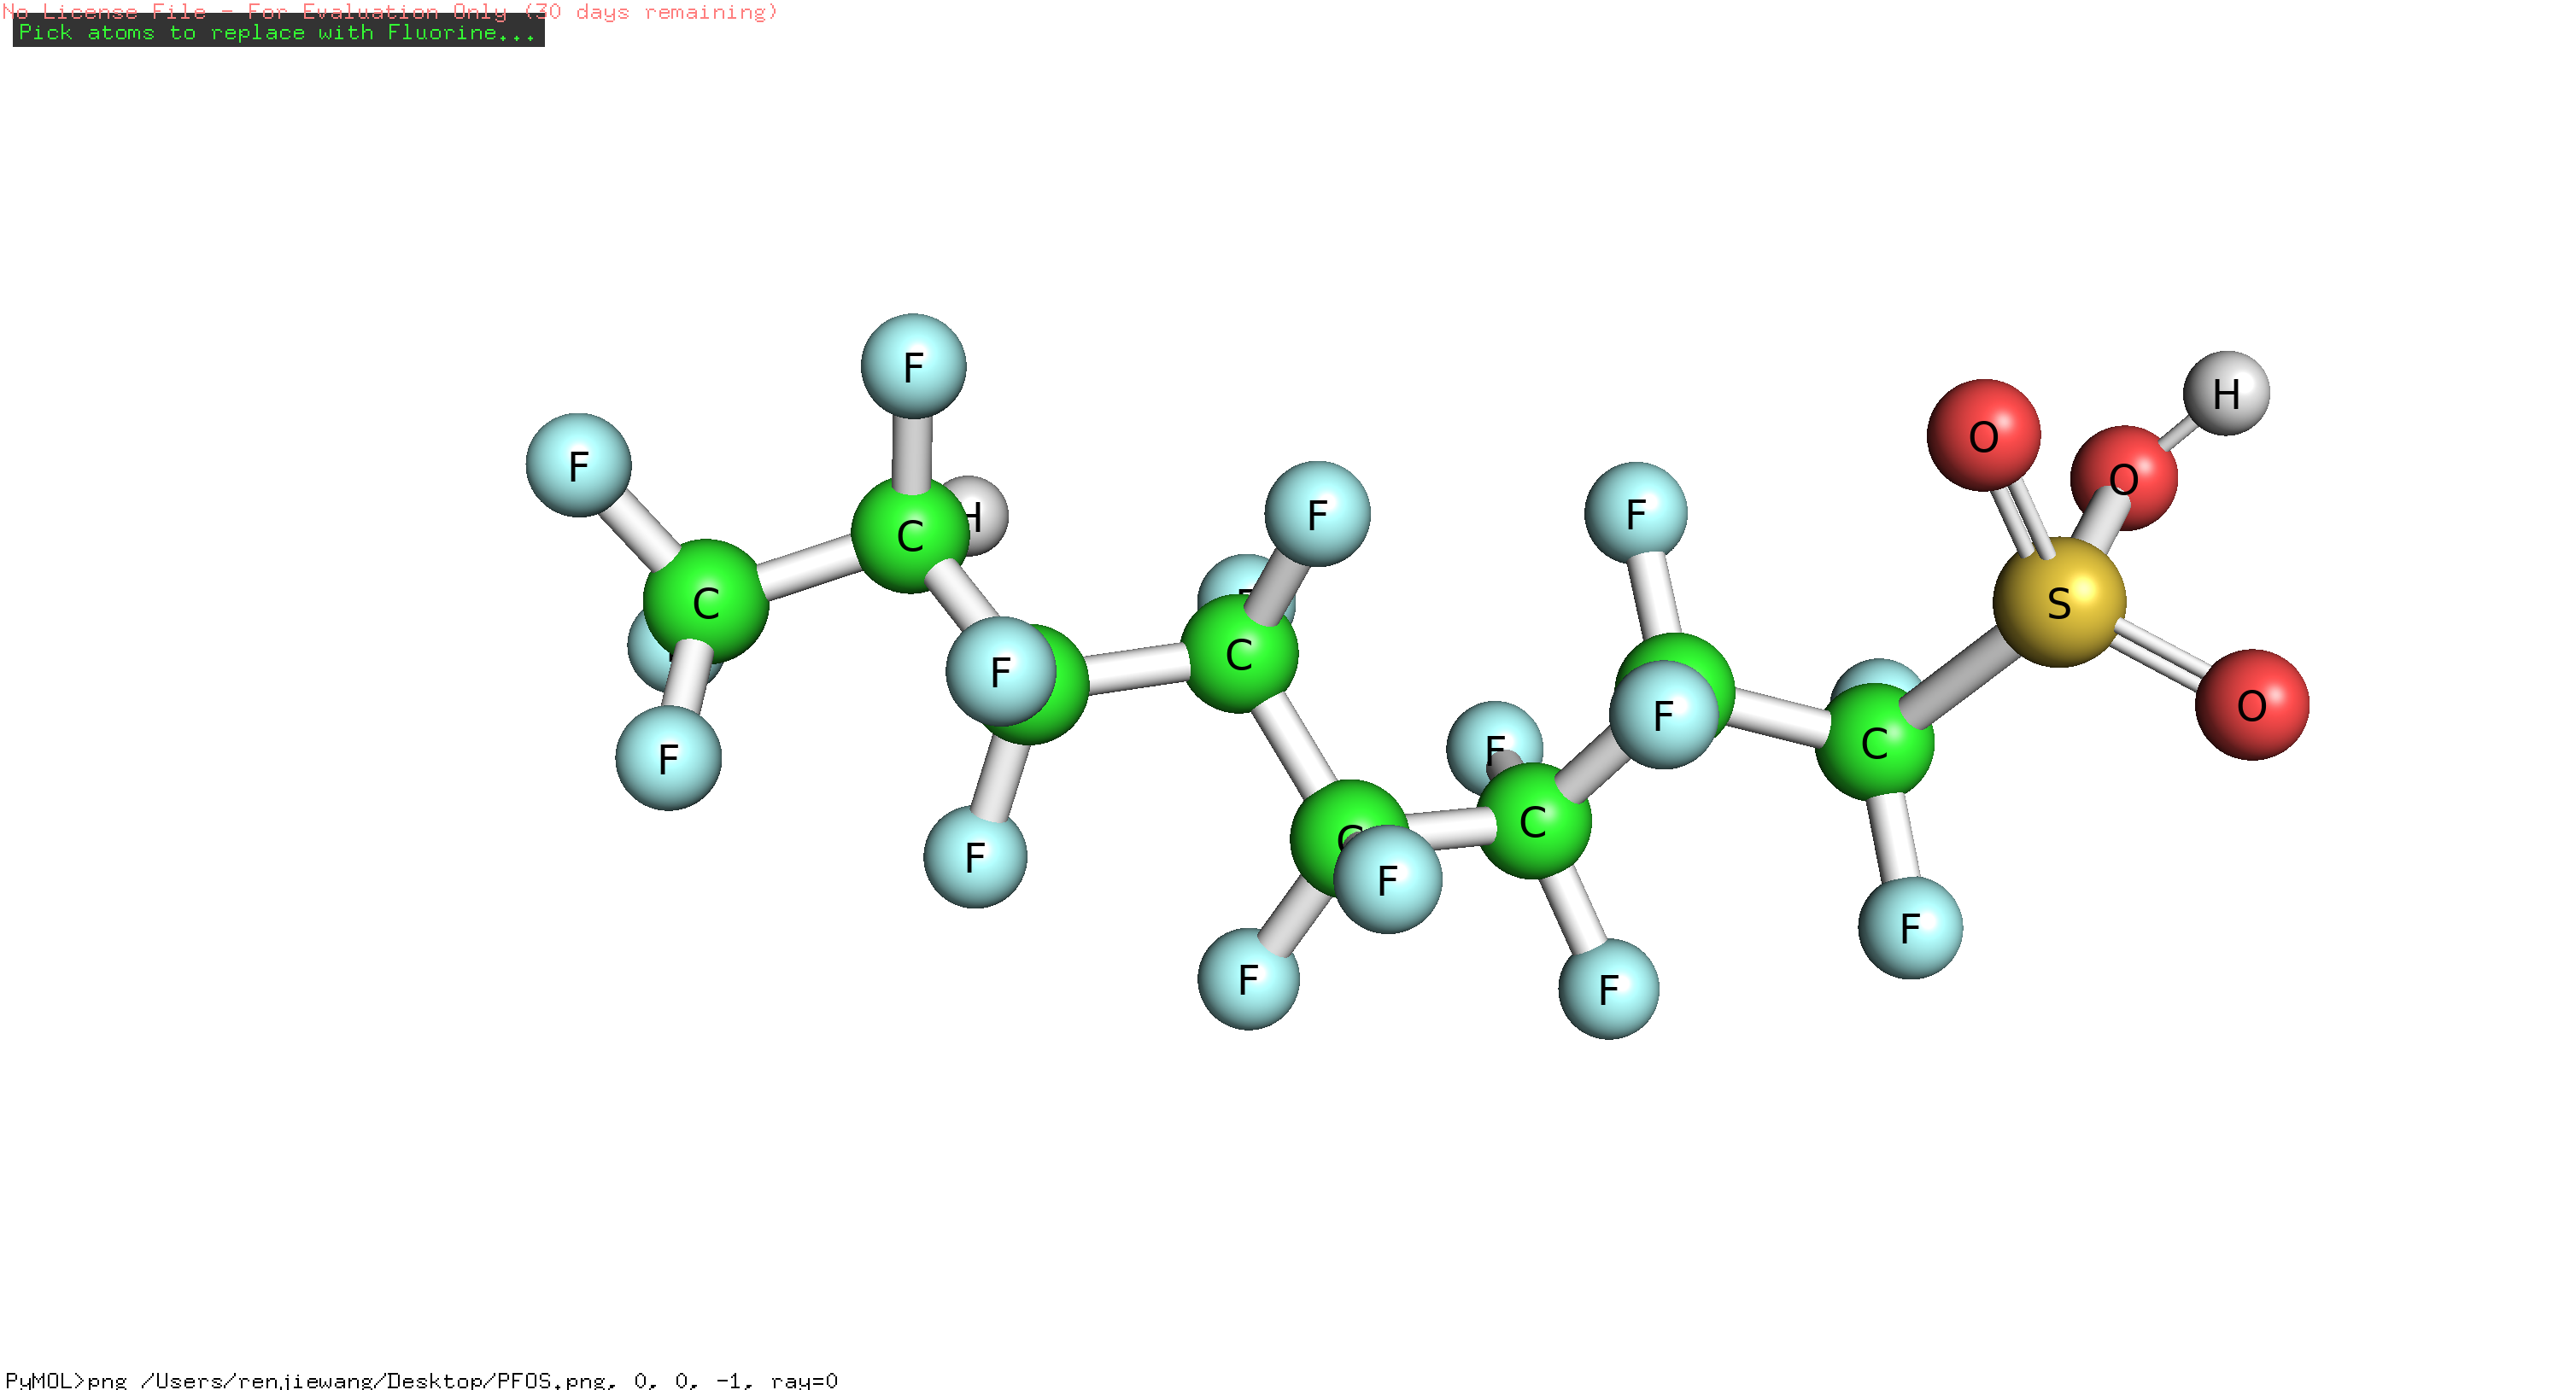 No License File - For Evaluation Only (30 days remaining)
Pick atoms to replace with Fluorine...
F
H
O
F
O
F
F
F
C
H
C
S
C
F
O
F
C
F
F
C
C
F
F
F
F
F
PyMOL>png /Users/renjiewang/Desktop/PFOS.png, 0, 0, -1, ray=0